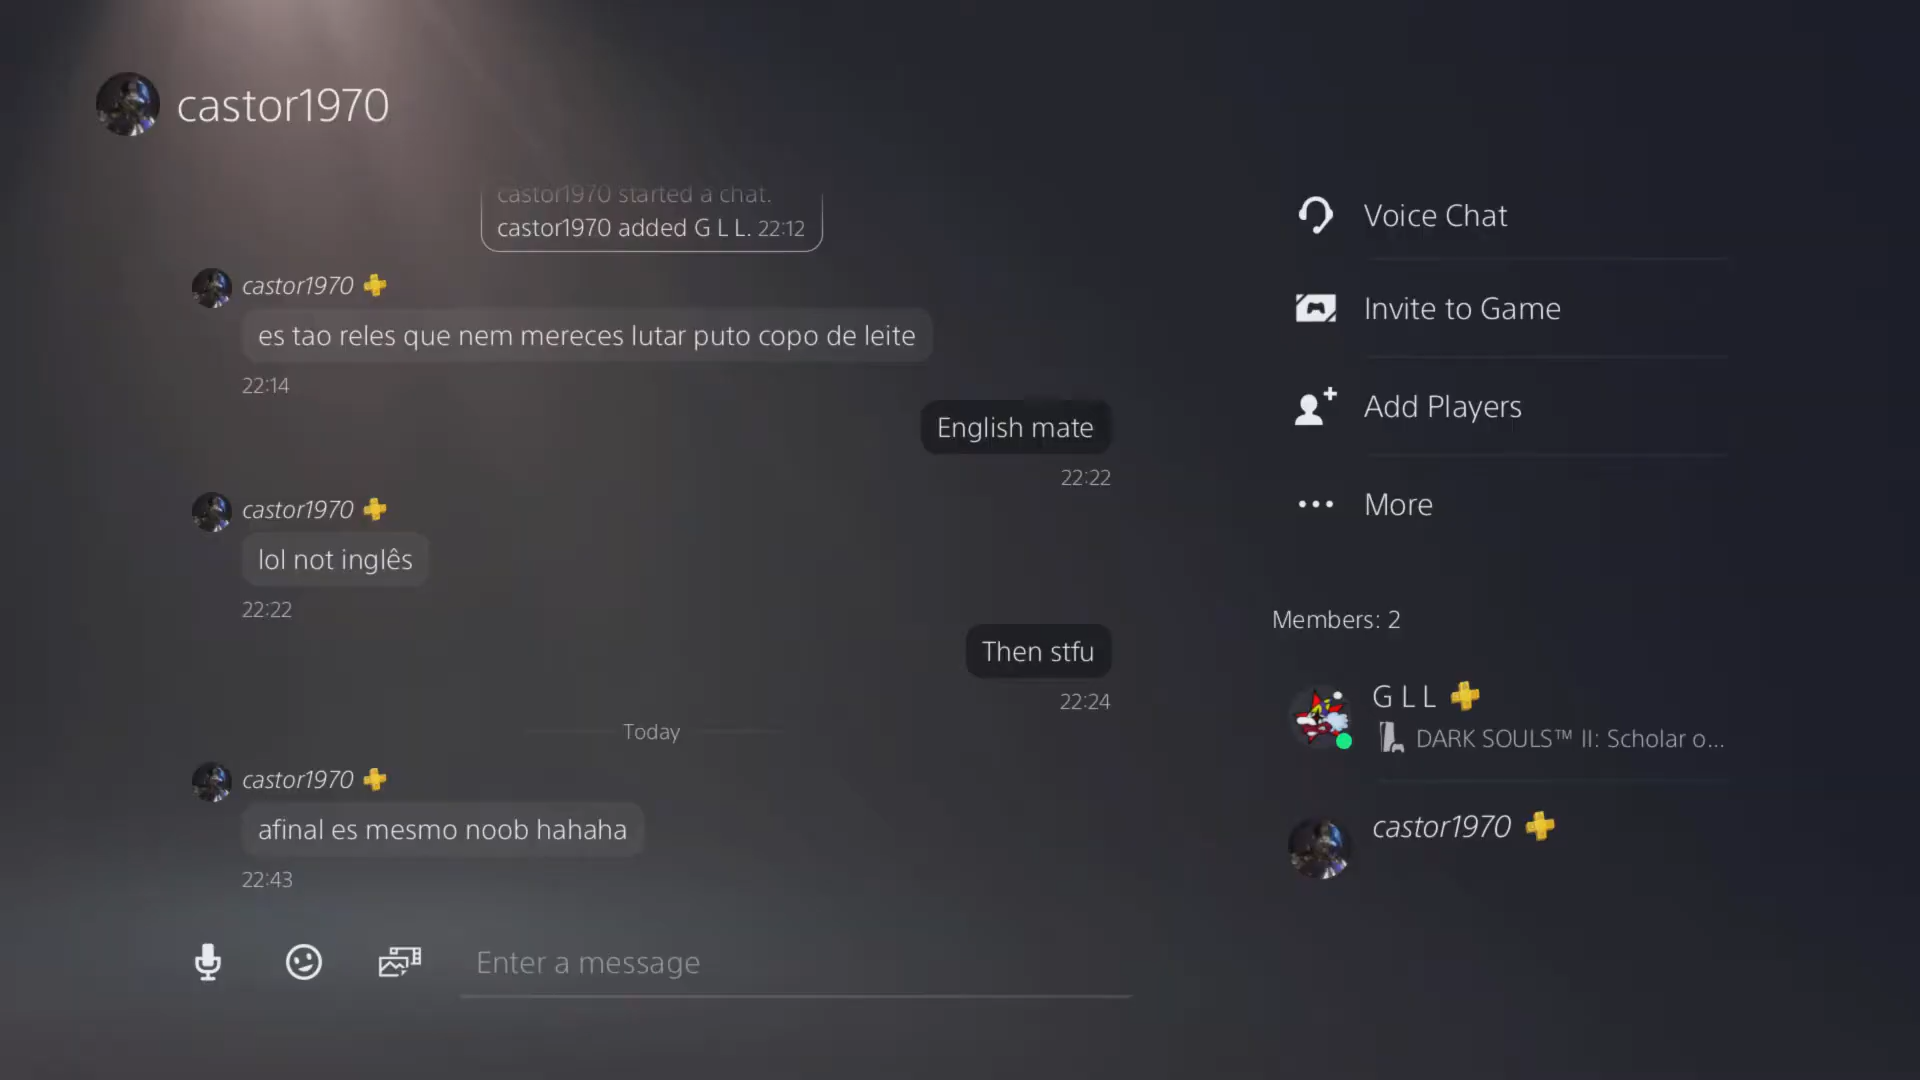 castor1970
castor1970 started a chat.
castor1970 added G L L. 22:12
castor1970
es tao reles que nem mereces lutar puto copo de leite
22:14
English mate
22:22
castor1970
lol not inglês
22:22
Then stfu
22:24
Today
castor1970
afinal es mesmo noob hahaha
22:43
Enter a message
Voice Chat
Invite to Game
Add Players
More
Members: 2
G L L
DARK SOULS™ II: Scholar o...
castor1970